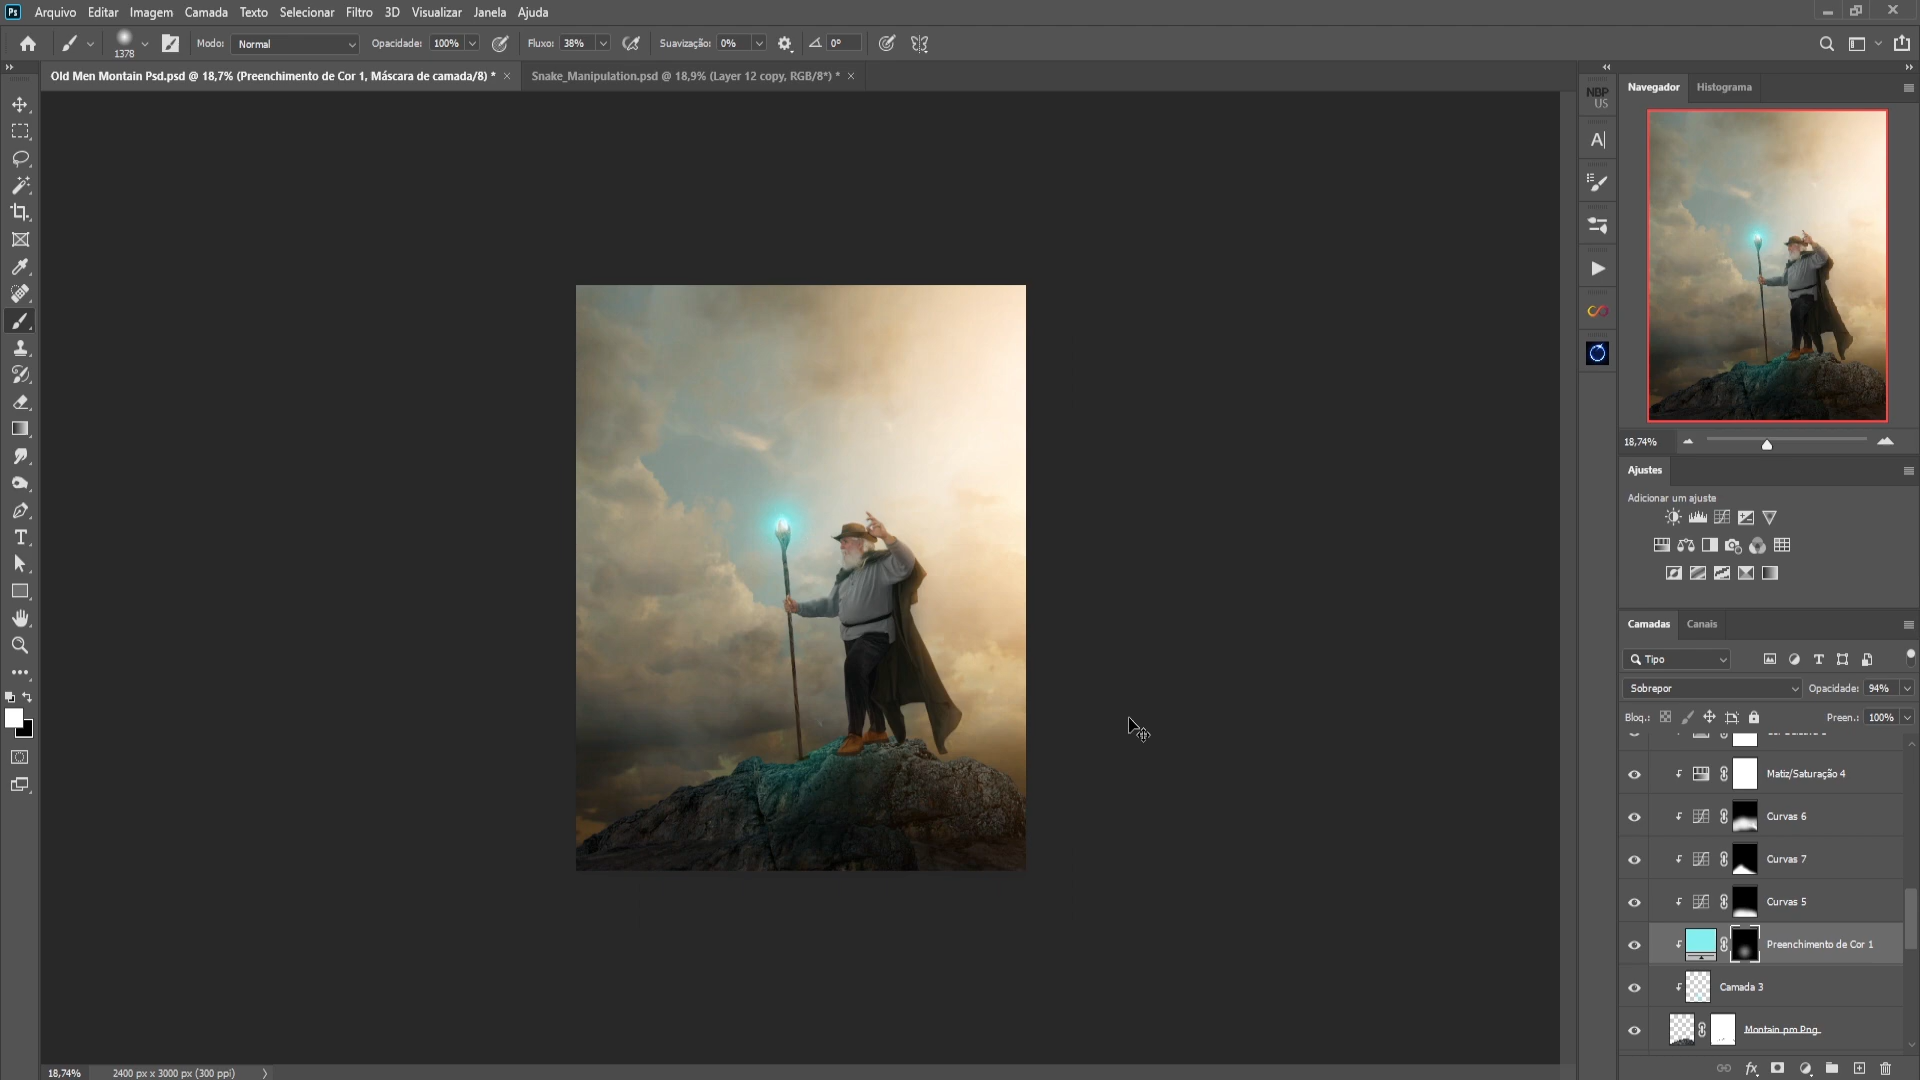 Ps Arquivo Editar Imagem Camada Texto Selecionar Filtro 3D Visualizar Janela Ajuda
1378 Modo: Normal Opacidade: 100% Fluxo: 38% Suavização: 0% 0°
Old Men Montain Psd.psd @ 18,7% (Preenchimento de Cor 1, Máscara de camada/8) * × Snake_Manipulation.psd @ 18,9% (Layer 12 copy, RGB/8*) * ×
NBP
US
A|
Navegador Histograma
18,74%
Ajustes
Adicionar um ajuste
Camadas Canais
Tipo
Sobrepor Opacidade: 94%
Bloq.: Preen.: 100%
Matiz/Saturação 4
Curvas 6
Curvas 7
Curvas 5
Preenchimento de Cor 1
Camada 3
Montain pm Png
18,74% 2400 px x 3000 px (300 ppi)